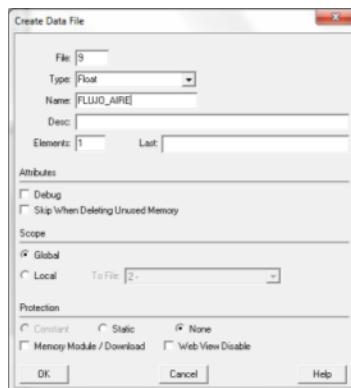 Create Data File
File: 9
Type: Float
Name: FLUJO_AIRE
Desc:
Elements: 1 Last:
Attributes
Debug
Skip When Deleting Unused Memory
Scope
Global
Local To File: 2 -
Protection
Constant Static None
Memory Module / Download Web View Disable
OK Cancel Help